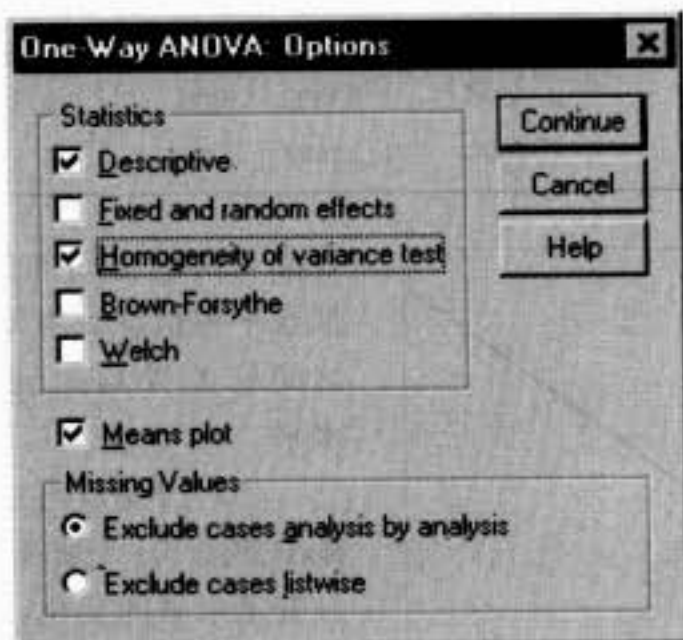 One-Way ANOVA: Options
Statistics
Descriptive
Fixed and random effects
Homogeneity of variance test
Brown-Forsythe
Welch
Means plot
Missing Values
Exclude cases analysis by analysis
Exclude cases listwise
Continue
Cancel
Help